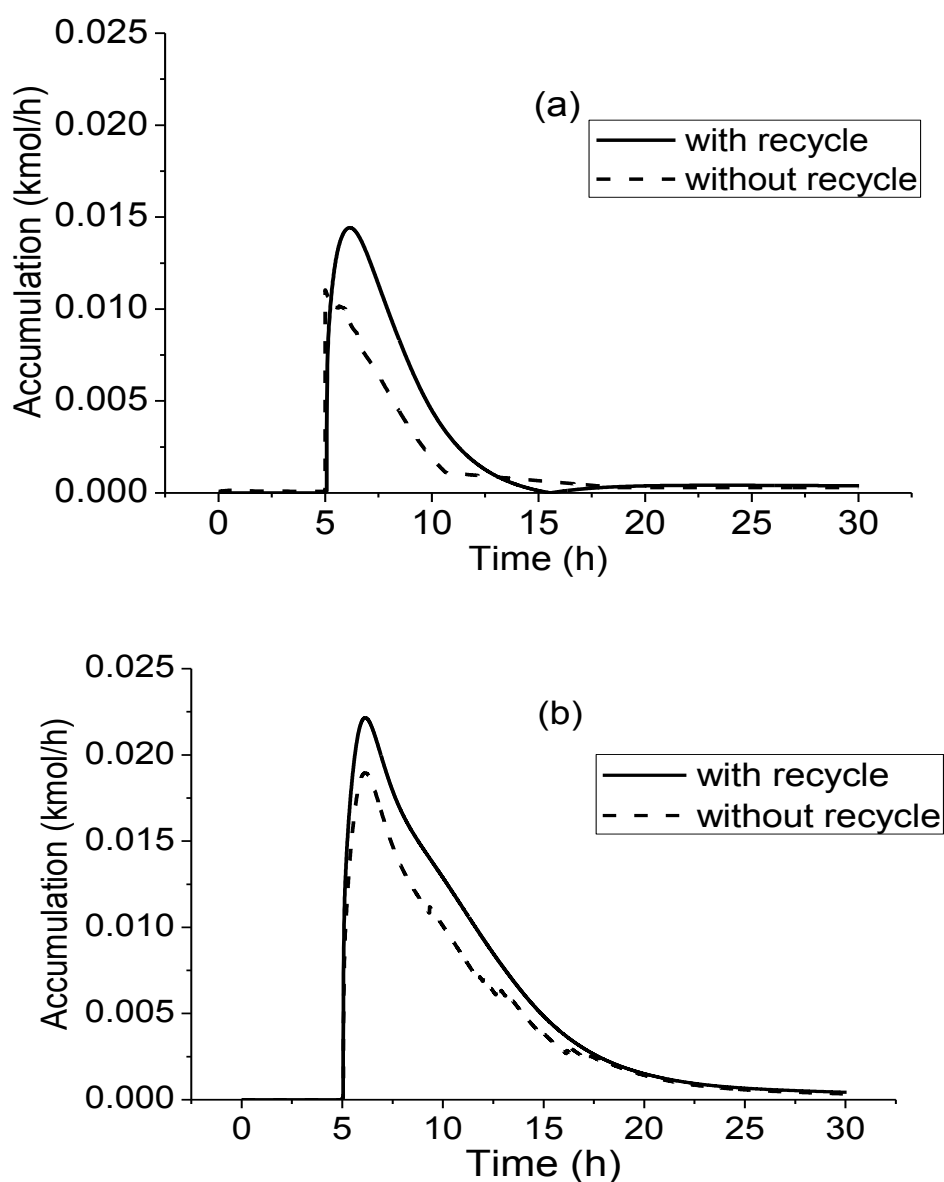 0.025
(a)
0.020
with recycle
without recycle
0.015
0.010
0.005
0.000
Accumulation (kmol/h)
0 5 10 15 20 25 30
Time (h)
0.025
(b)
0.020
with recycle
without recycle
0.015
0.010
0.005
0.000
Accumulation (kmol/h)
0 5 10 15 20 25 30
Time (h)